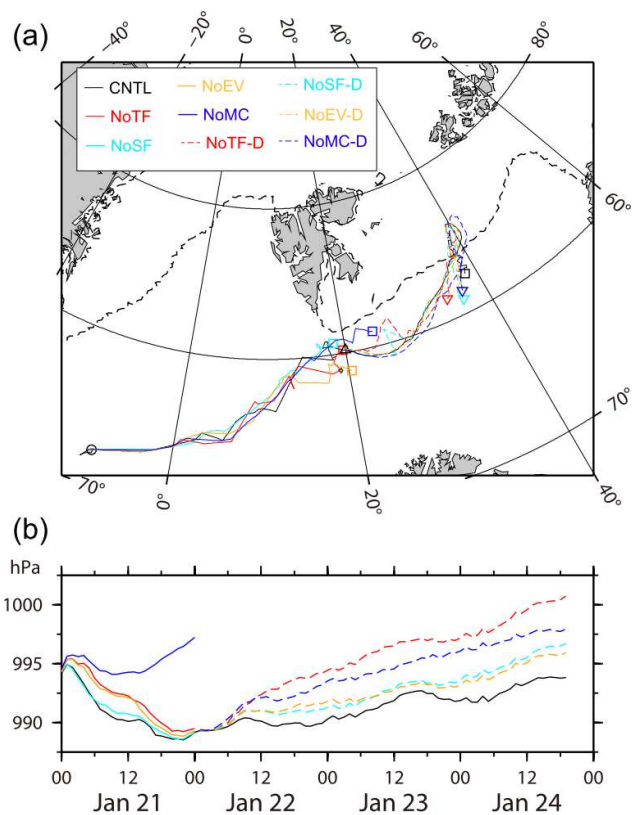 (a)
−40°
−20°
0°
20°
40°
60°
80°
CNTL
NoEV
NoSF-D
NoTF
NoMC
NoEV-D
NoSF
NoTF-D
NoMC-D
60°
70°
70°
0°
20°
40°
(b)
hPa
1000
995
990
00
12
00
12
00
12
00
12
00
Jan 21
Jan 22
Jan 23
Jan 24